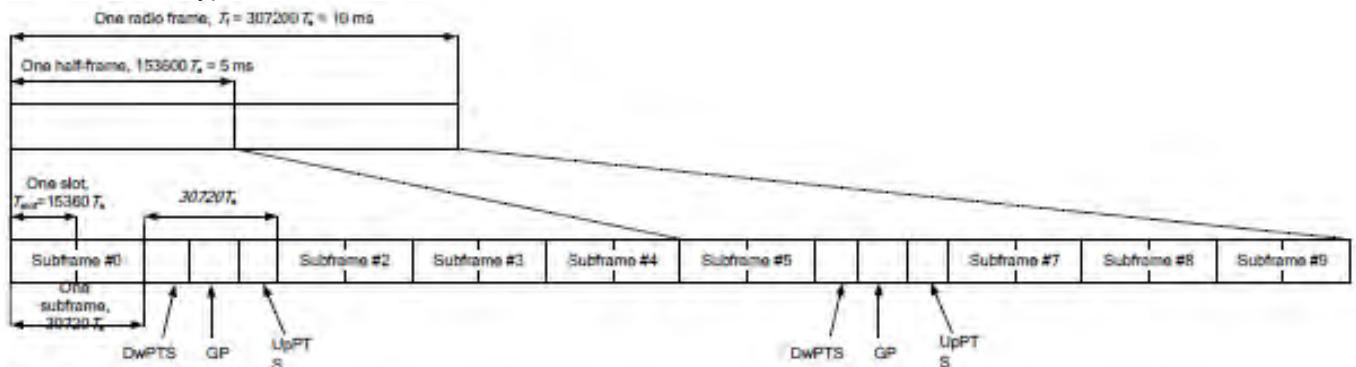 One radio frame, Tf = 307200 Ts = 10 ms
One half-frame, 153600 Ts = 5 ms
One slot,
Tslot=15360 Ts
30720Ts
Subframe #0
Subframe #2
Subframe #3
Subframe #4
Subframe #5
Subframe #7
Subframe #8
Subframe #9
One
subframe,
30720 Ts
DwPTS
GP
UpPT
S
DwPTS
GP
UpPT
S